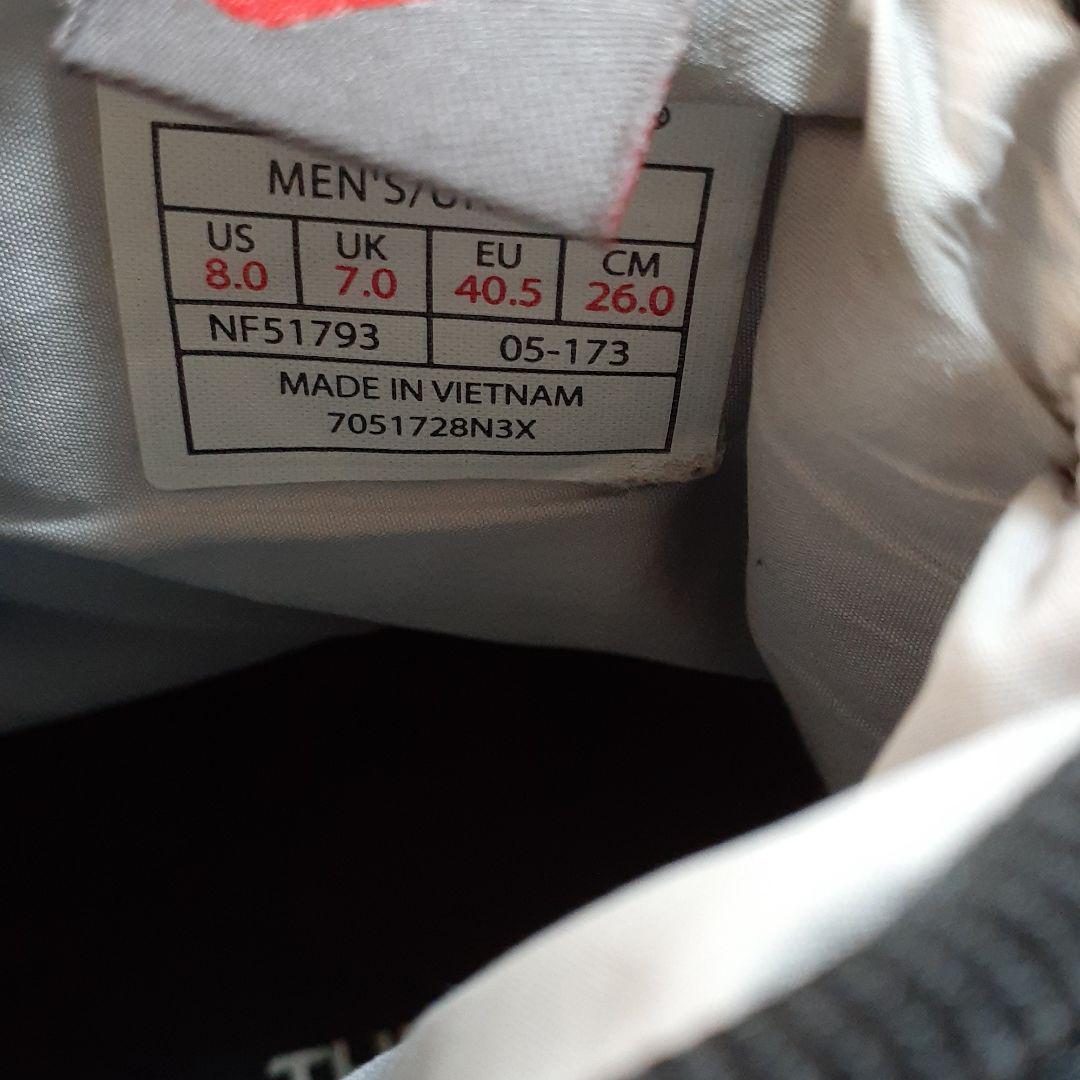 MEN'S/
US UK EU CM
8.0 7.0 40.5 26.0
NF51793 05-173
MADE IN VIETNAM
7051728N3X